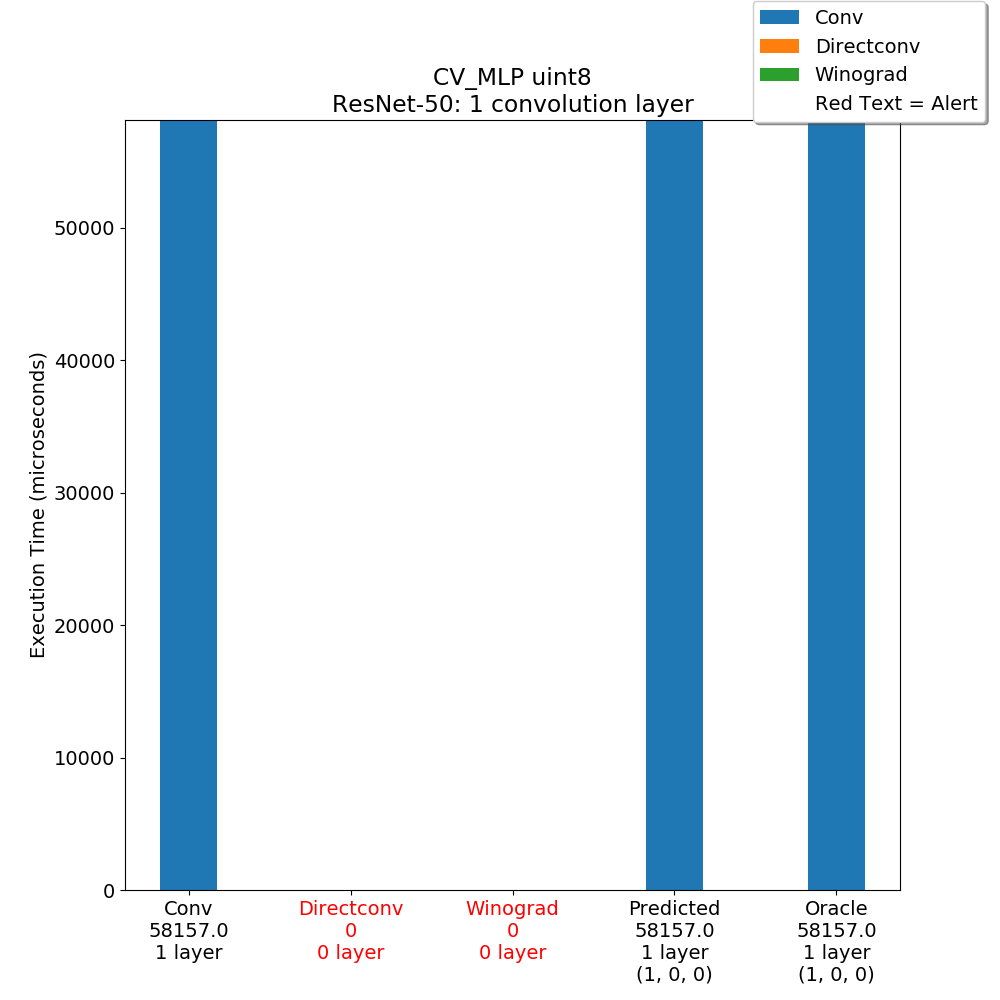 Conv
Directconv
Winograd
Red Text = Alert
CV_MLP uint8
ResNet-50: 1 convolution layer
Execution Time (microseconds)
50000
40000
30000
20000
10000
0
Conv
58157.0
1 layer
Directconv
0
0 layer
Winograd
0
0 layer
Predicted
58157.0
1 layer
(1, 0, 0)
Oracle
58157.0
1 layer
(1, 0, 0)